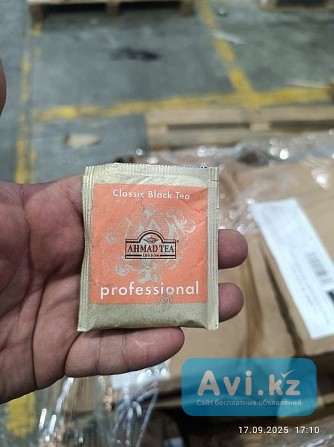 Classic Black Tea
AHMAD TEA
LONDON
professional
Avi.kz
Сайт бесплатных объявлений
17.09.2025 17:10